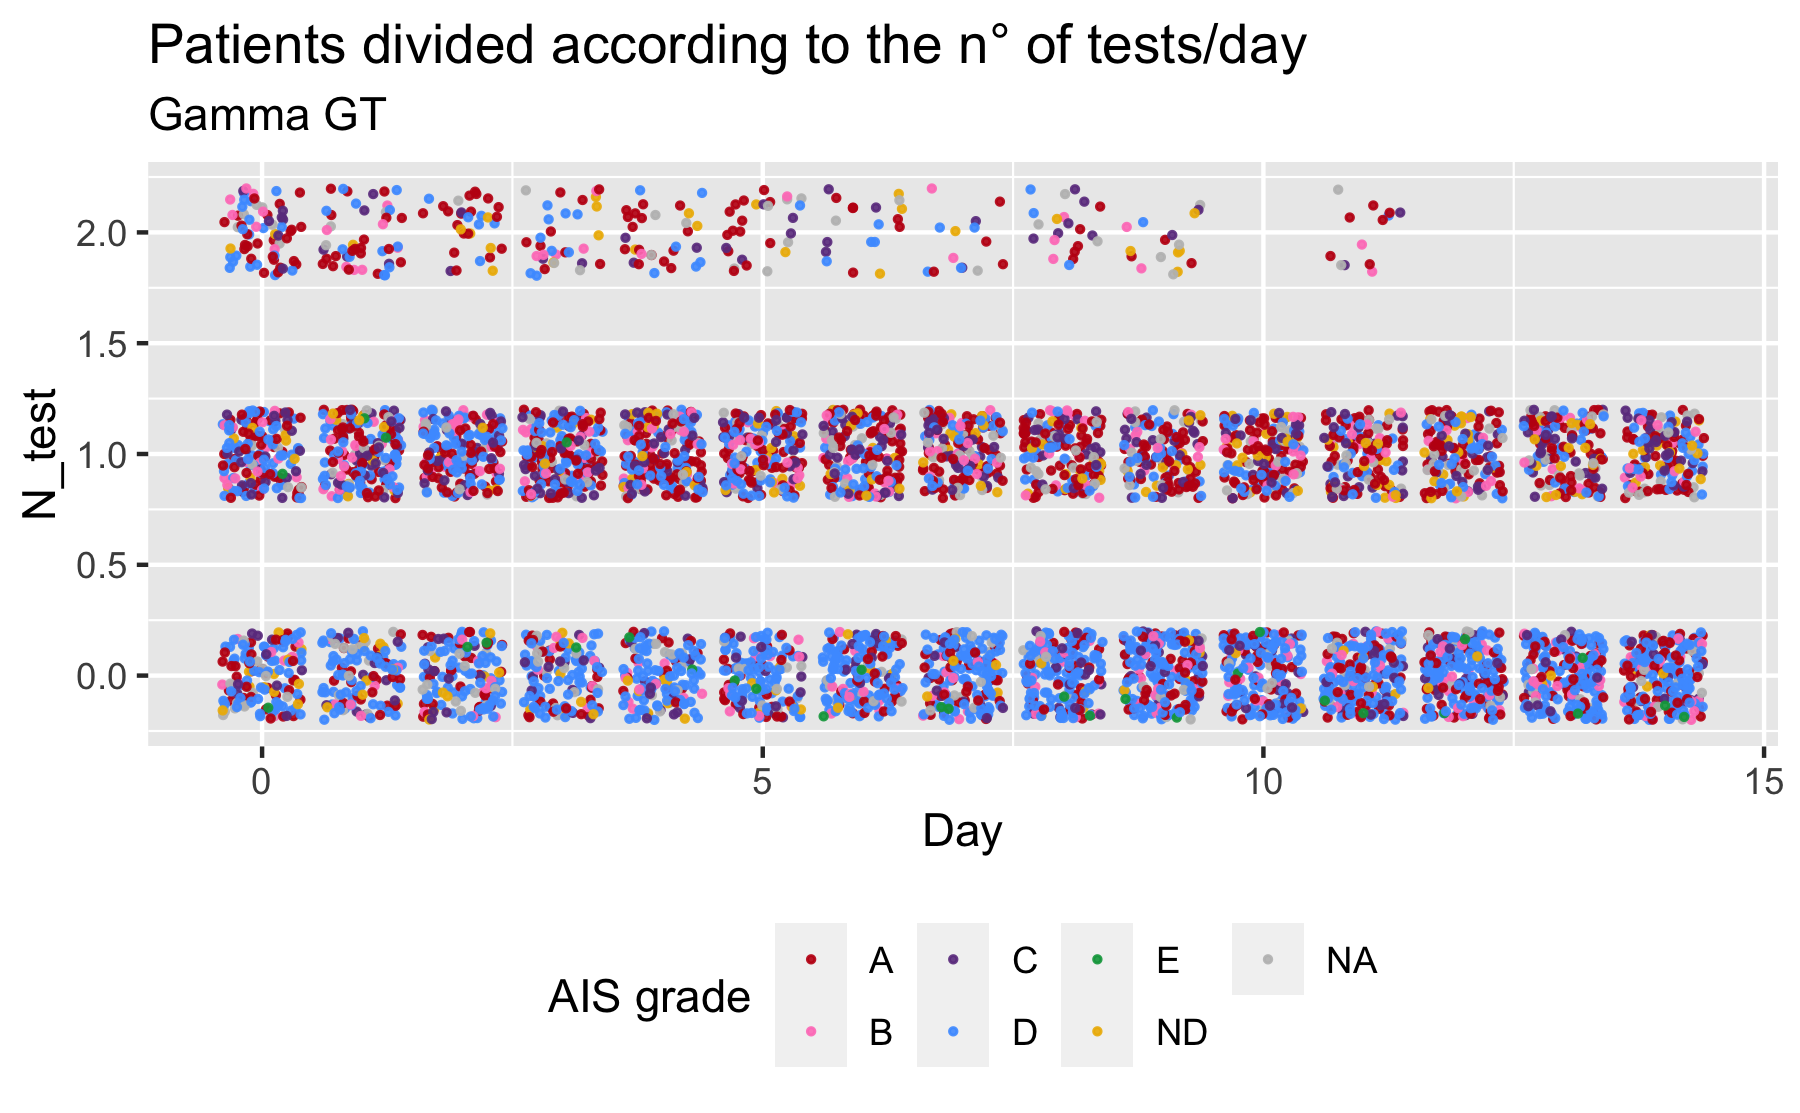 Patients divided according to the n° of tests/day
Gamma GT
N_test
2.0
1.5
1.0
0.5
0.0
0 5 10 15
Day
AIS grade
A C E NA
B D ND